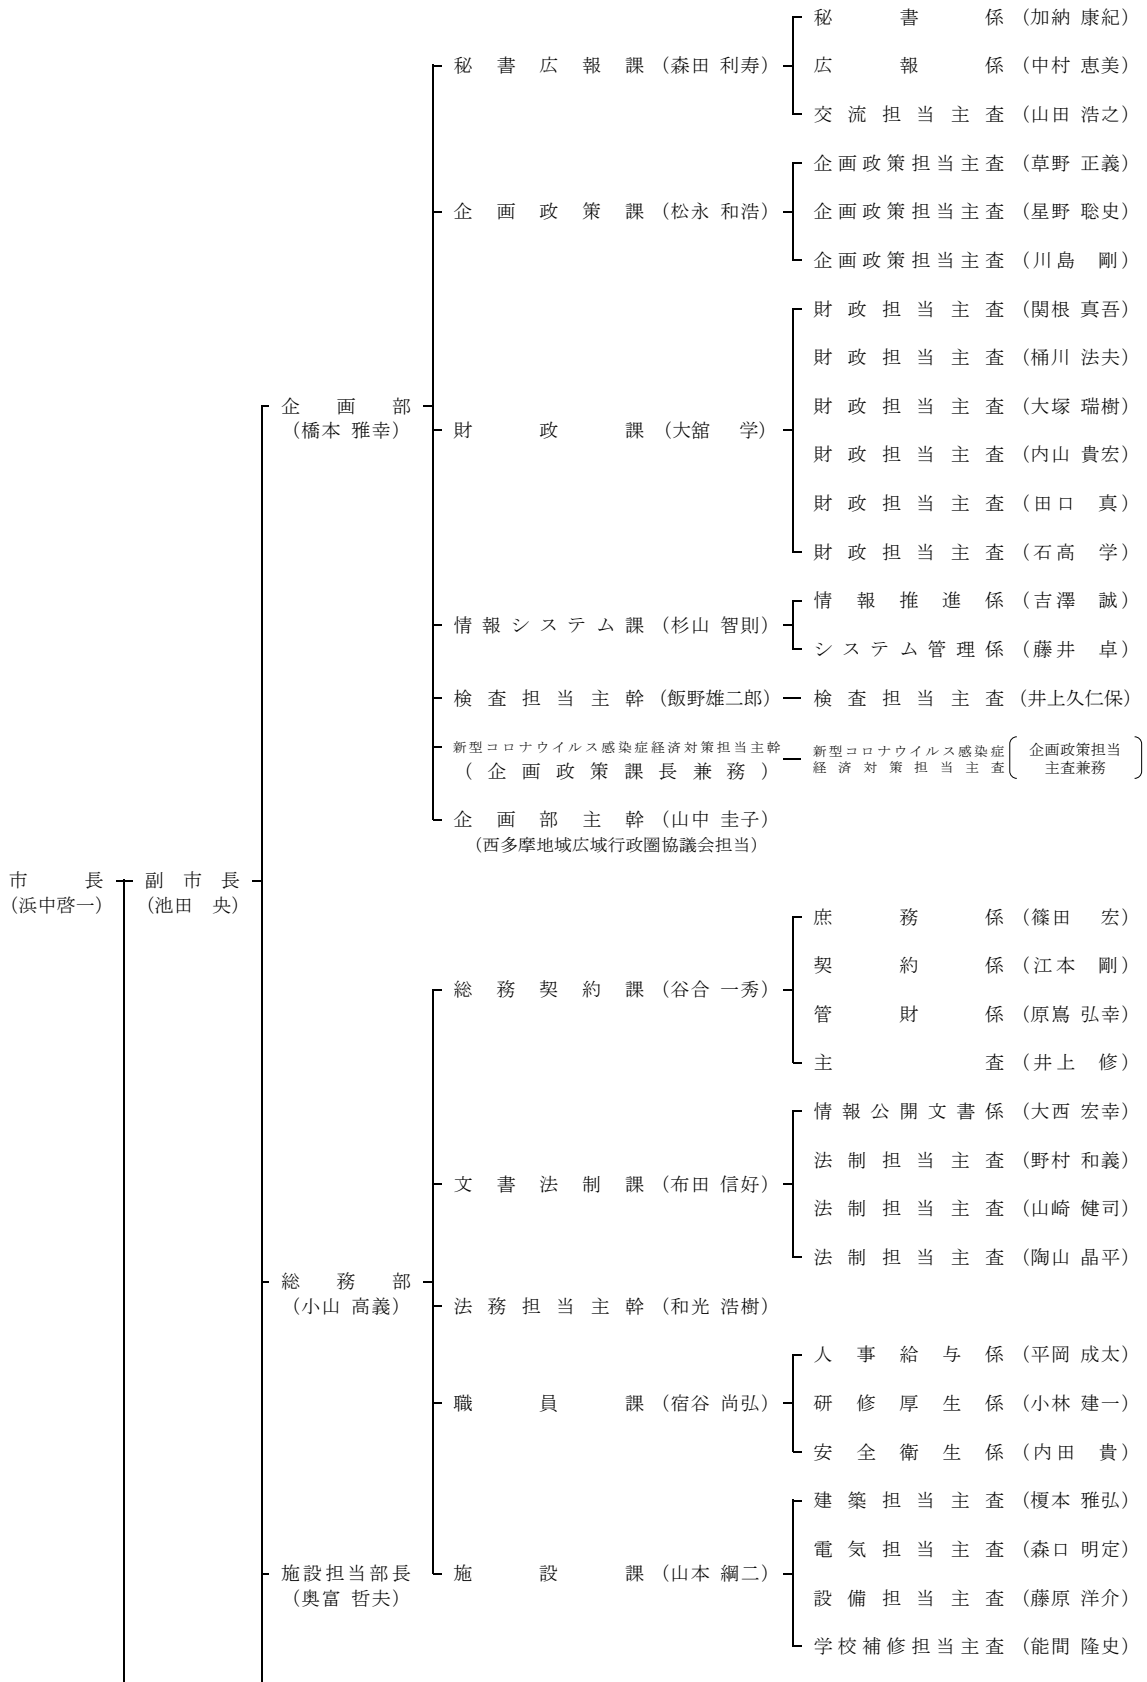 秘書係（加納 康紀）
秘書広報課（森田 利寿）
広報係（中村 恵美）
交流担当主査（山田 浩之）
企画政策担当主査（草野 正義）
企画政策課（松永 和浩）
企画政策担当主査（星野 聡史）
企画政策担当主査（川島 剛）
財政担当主査（関根 真吾）
財政担当主査（桶川 法夫）
企画部
（橋本 雅幸）
財政担当主査（大塚 瑞樹）
財政課（大舘 学）
財政担当主査（内山 貴宏）
財政担当主査（田口 真）
財政担当主査（石高 学）
情報推進係（吉澤 誠）
情報システム課（杉山 智則）
システム管理係（藤井 卓）
検査担当主幹（飯野雄二郎）
検査担当主査（井上久仁保）
新型コロナウイルス感染症経済対策担当主幹
（企画政策課長兼務）
新型コロナウイルス感染症
経済対策担当主査
企画政策担当
主査兼務
企画部主幹（山中 圭子）
（西多摩地域広域行政圏協議会担当）
市長
（浜中啓一）
副市長
（池田 央）
庶務係（篠田 宏）
契約係（江本 剛）
総務契約課（谷合 一秀）
管財係（原嶌 弘幸）
主査（井上 修）
情報公開文書係（大西 宏幸）
法制担当主査（野村 和義）
文書法制課（布田 信好）
法制担当主査（山崎 健司）
法制担当主査（陶山 晶平）
総務部
（小山 高義）
法務担当主幹（和光 浩樹）
人事給与係（平岡 成太）
職員課（宿谷 尚弘）
研修厚生係（小林 建一）
安全衛生係（内田 貴）
建築担当主査（榎本 雅弘）
電気担当主査（森口 明定）
施設担当部長
（奥富 哲夫）
施設課（山本 綱二）
設備担当主査（藤原 洋介）
学校補修担当主査（能間 隆史）